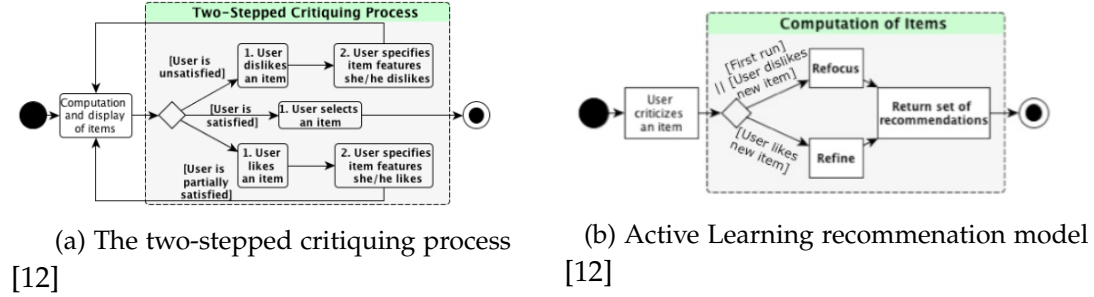 Two-Stepped Critiquing Process
Computation
and display
of items
[User is
unsatisfied]
1. User
dislikes
an item
2. User specifies
item features
she/he dislikes
[User is
satisfied]
1. User selects
an item
[User is
partially
satisfied]
1. User
likes
an item
2. User specifies
item features
she/he likes
(a) The two-stepped critiquing process
[12]
Computation of Items
User
criticizes
an item
[First run]
|| [User dislikes
new item]
Refocus
[User likes
new item]
Refine
Return set of
recommendations
(b) Active Learning recommenation model
[12]